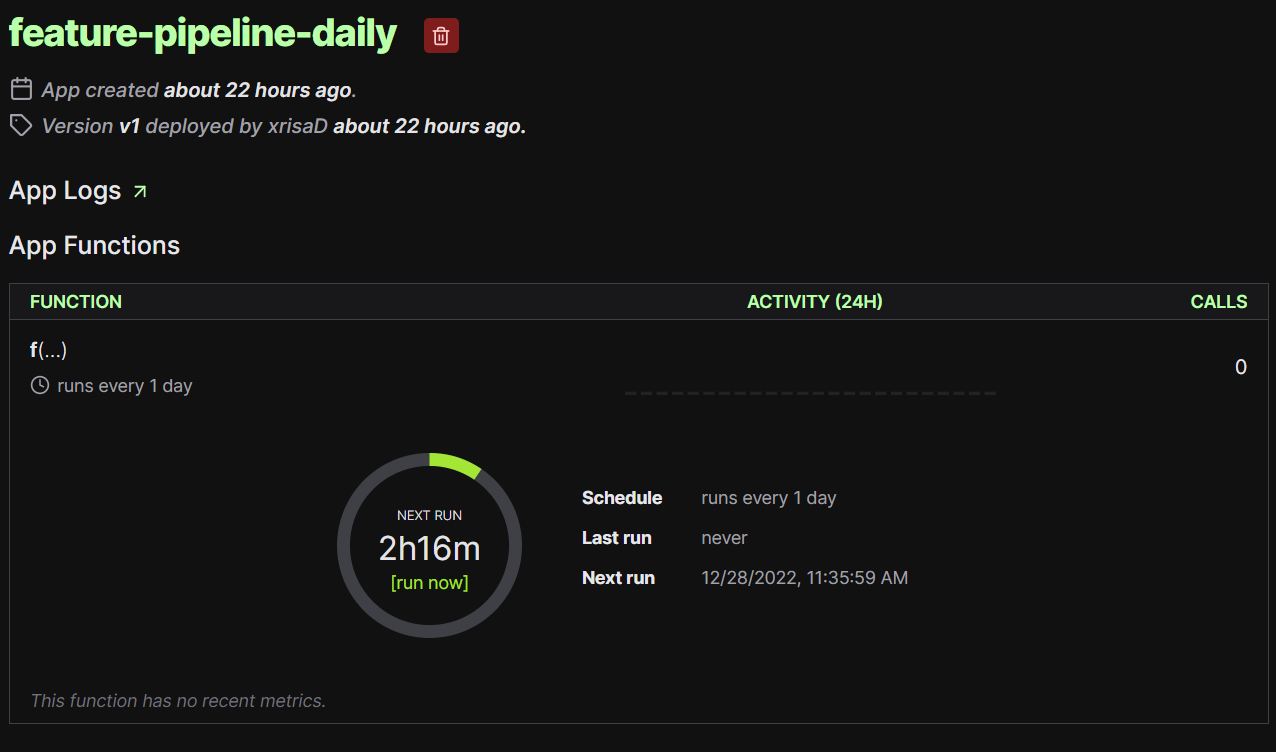 feature-pipeline-daily
App created about 22 hours ago.
Version v1 deployed by xrisaD about 22 hours ago.
App Logs
App Functions
FUNCTION ACTIVITY (24H) CALLS
f(...)
0
runs every 1 day
NEXT RUN
2h16m
[run now]
Schedule runs every 1 day
Last run never
Next run 12/28/2022, 11:35:59 AM
This function has no recent metrics.